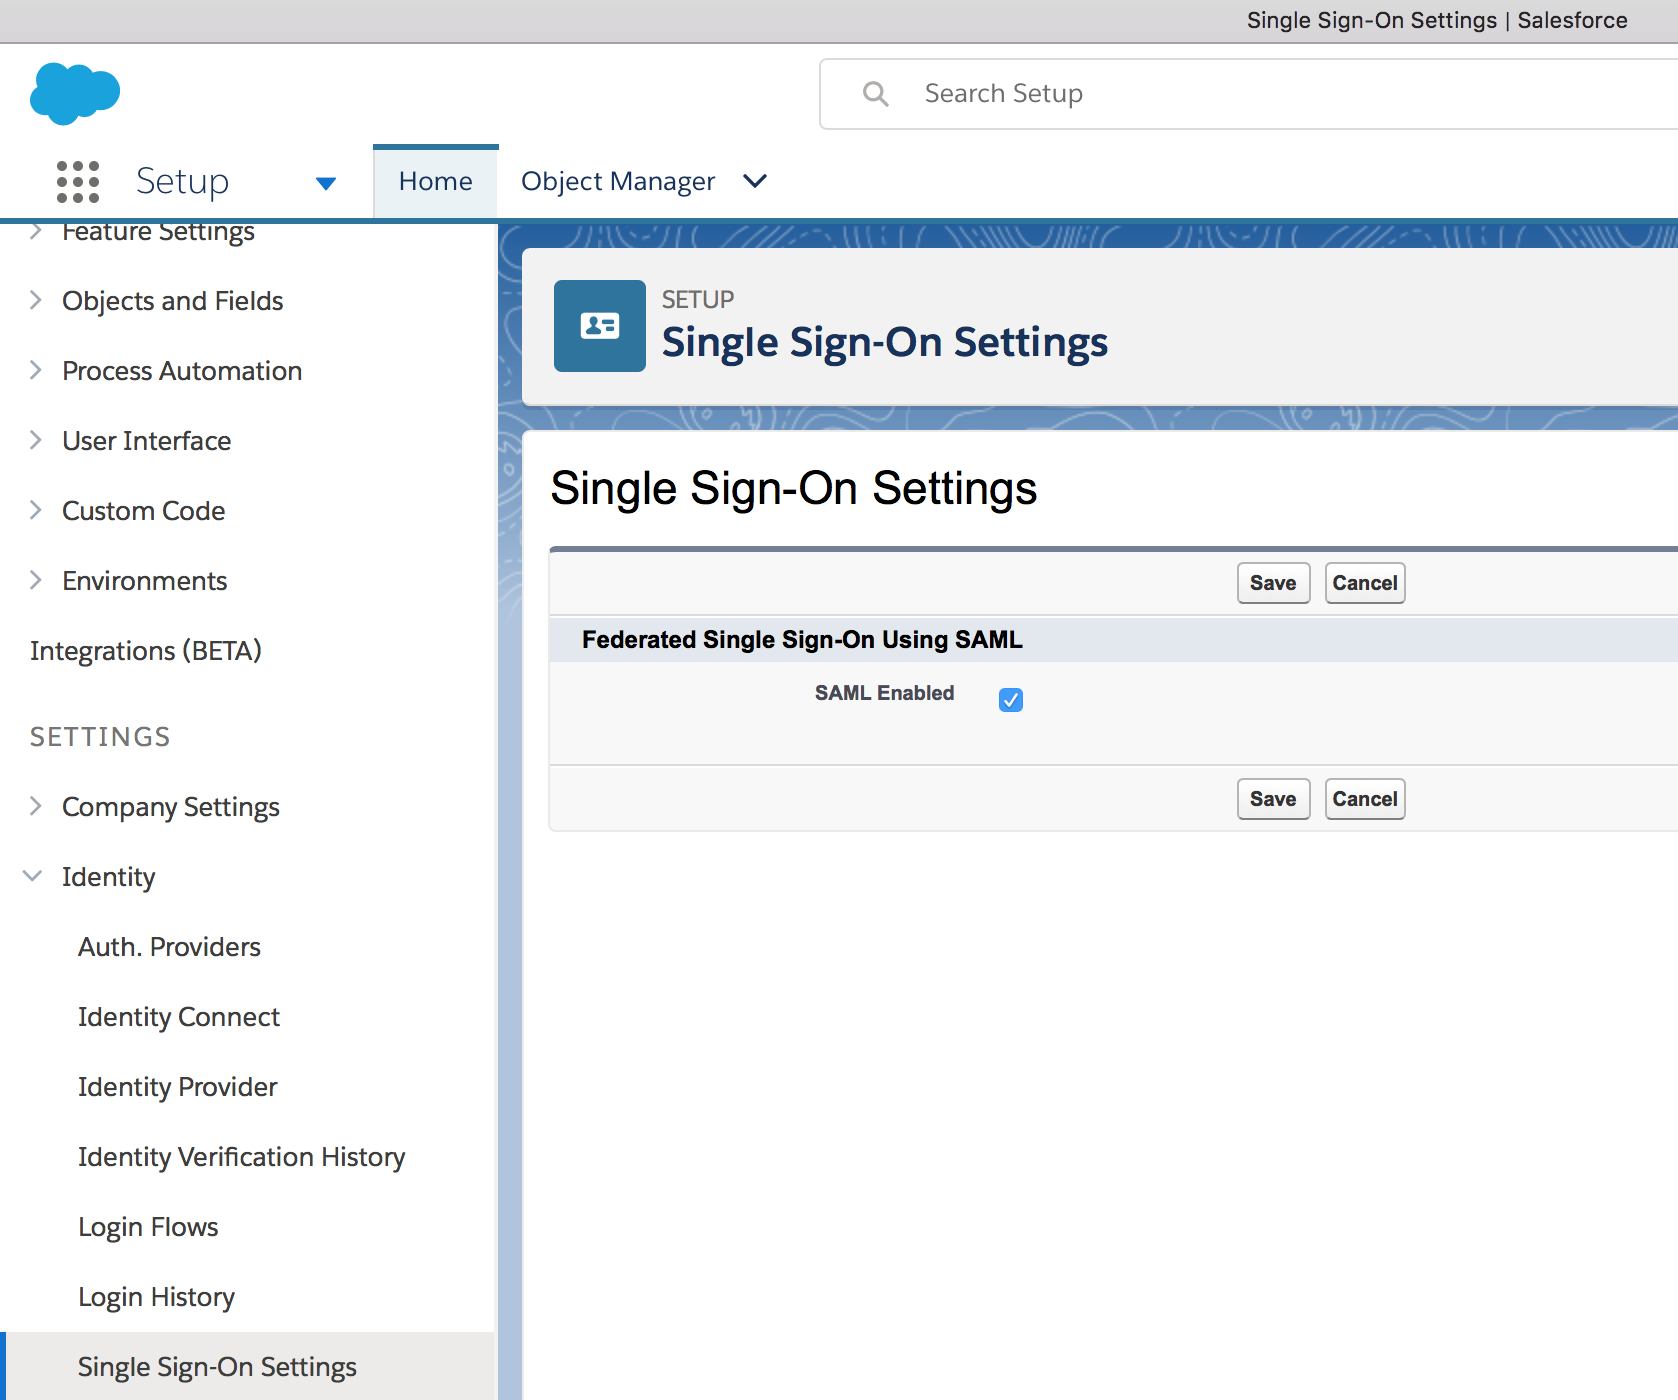 Single Sign-On Settings | Salesforce
Search Setup
Setup
Home
Object Manager
Feature Settings
Objects and Fields
Process Automation
User Interface
Custom Code
Environments
Integrations (BETA)
SETTINGS
Company Settings
Identity
Auth. Providers
Identity Connect
Identity Provider
Identity Verification History
Login Flows
Login History
Single Sign-On Settings
SETUP
Single Sign-On Settings
Single Sign-On Settings
Save Cancel
Federated Single Sign-On Using SAML
SAML Enabled
Save Cancel